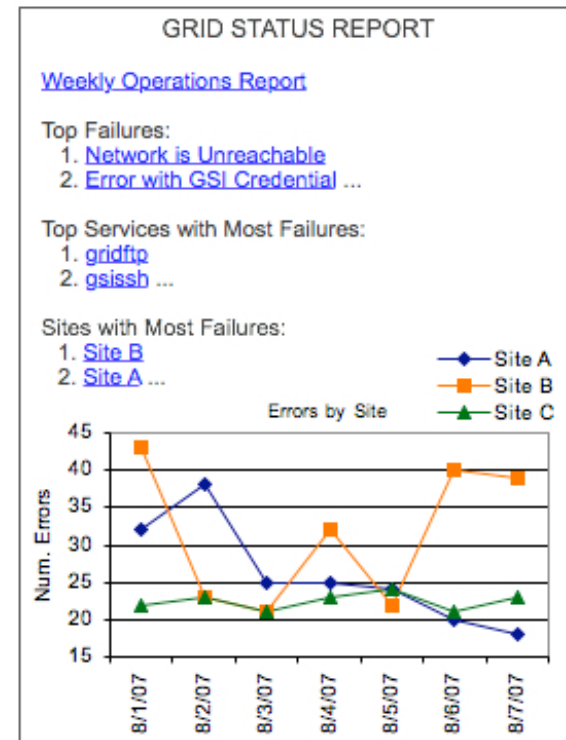 GRID STATUS REPORT
Weekly Operations Report
Top Failures:
1. Network is Unreachable
2. Error with GSI Credential ...
Top Services with Most Failures:
1. gridftp
2. gsissh ...
Sites with Most Failures:
1. Site B
2. Site A ...
Site A
Site B
Site C
Errors by Site
Num. Errors
45
40
35
30
25
20
15
8/1/07
8/2/07
8/3/07
8/4/07
8/5/07
8/6/07
8/7/07